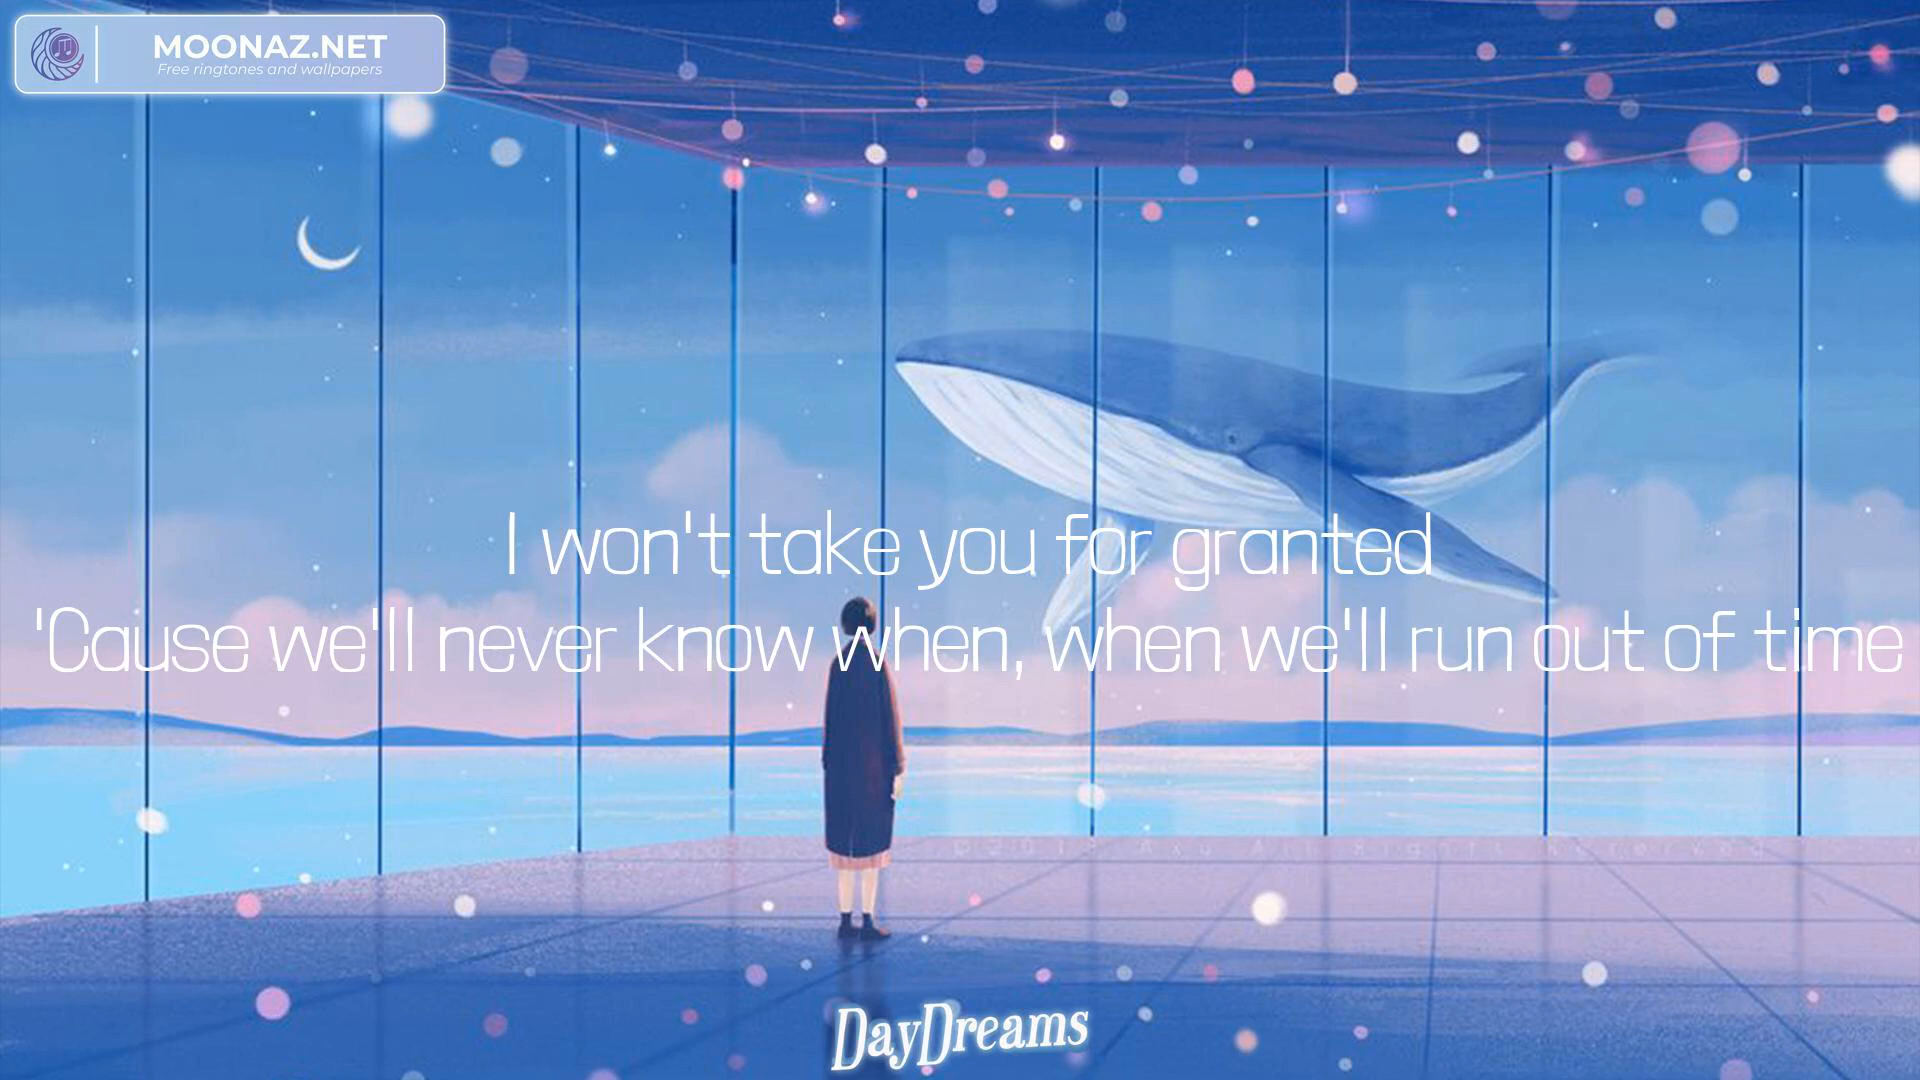 MOONAZ.NET
Free ringtones and wallpapers
I won't take you for granted
'Cause we'll never know when, when we'll run out of time
DayDreams